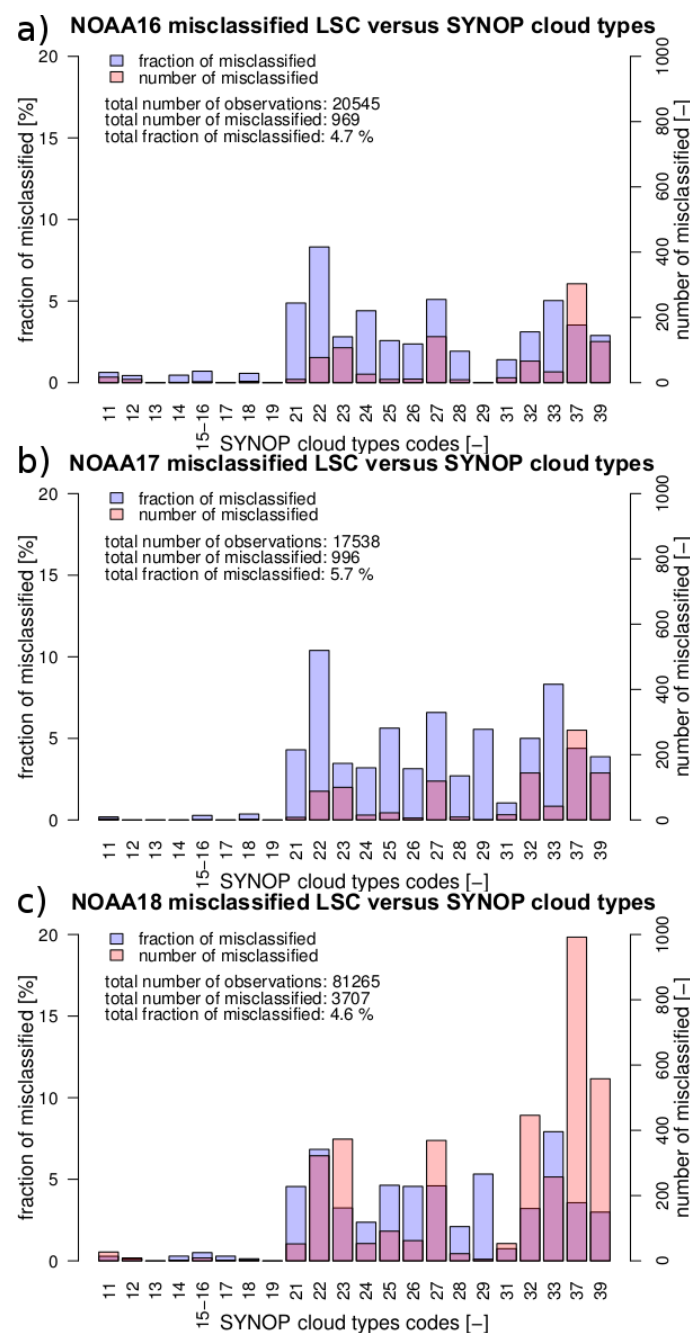 a) NOAA16 misclassified LSC versus SYNOP cloud types
fraction of misclassified
number of misclassified
total number of observations: 20545
total number of misclassified: 969
total fraction of misclassified: 4.7 %
fraction of misclassified [%]
0 5 10 15 20
number of misclassified [−]
0 200 400 600 800 1000
11 12 13 14 15−16 17 18 19 21 22 23 24 25 26 27 28 29 31 32 33 37 39
SYNOP cloud types codes [−]
b) NOAA17 misclassified LSC versus SYNOP cloud types
fraction of misclassified
number of misclassified
total number of observations: 17538
total number of misclassified: 996
total fraction of misclassified: 5.7 %
fraction of misclassified [%]
0 5 10 15 20
number of misclassified [−]
0 200 400 600 800 1000
11 12 13 14 15−16 17 18 19 21 22 23 24 25 26 27 28 29 31 32 33 37 39
SYNOP cloud types codes [−]
c) NOAA18 misclassified LSC versus SYNOP cloud types
fraction of misclassified
number of misclassified
total number of observations: 81265
total number of misclassified: 3707
total fraction of misclassified: 4.6 %
fraction of misclassified [%]
0 5 10 15 20
number of misclassified [−]
0 200 400 600 800 1000
11 12 13 14 15−16 17 18 19 21 22 23 24 25 26 27 28 29 31 32 33 37 39
SYNOP cloud types codes [−]